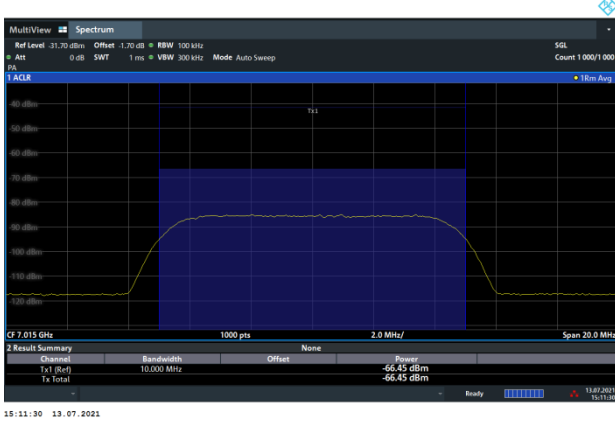 MultiView Spectrum
Ref Level -31.70 dBm Offset -1.70 dB RBW 100 kHz SGL
Att 0 dB SWT 1 ms VBW 300 kHz Mode Auto Sweep Count 1000/1000
PA
1 ACLR 1Rm Avg
-40 dBm
Tx1
-50 dBm
-60 dBm
-70 dBm
-80 dBm
-90 dBm
-100 dBm
-110 dBm
-120 dBm
CF 7.015 GHz 1000 pts 2.0 MHz/ Span 20.0 MHz
2 Result Summary None
Channel Bandwidth Offset Power
Tx1 (Ref) 10.000 MHz -66.45 dBm
Tx Total -66.45 dBm
Ready 13.07.2021
15:11:30
15:11:30 13.07.2021